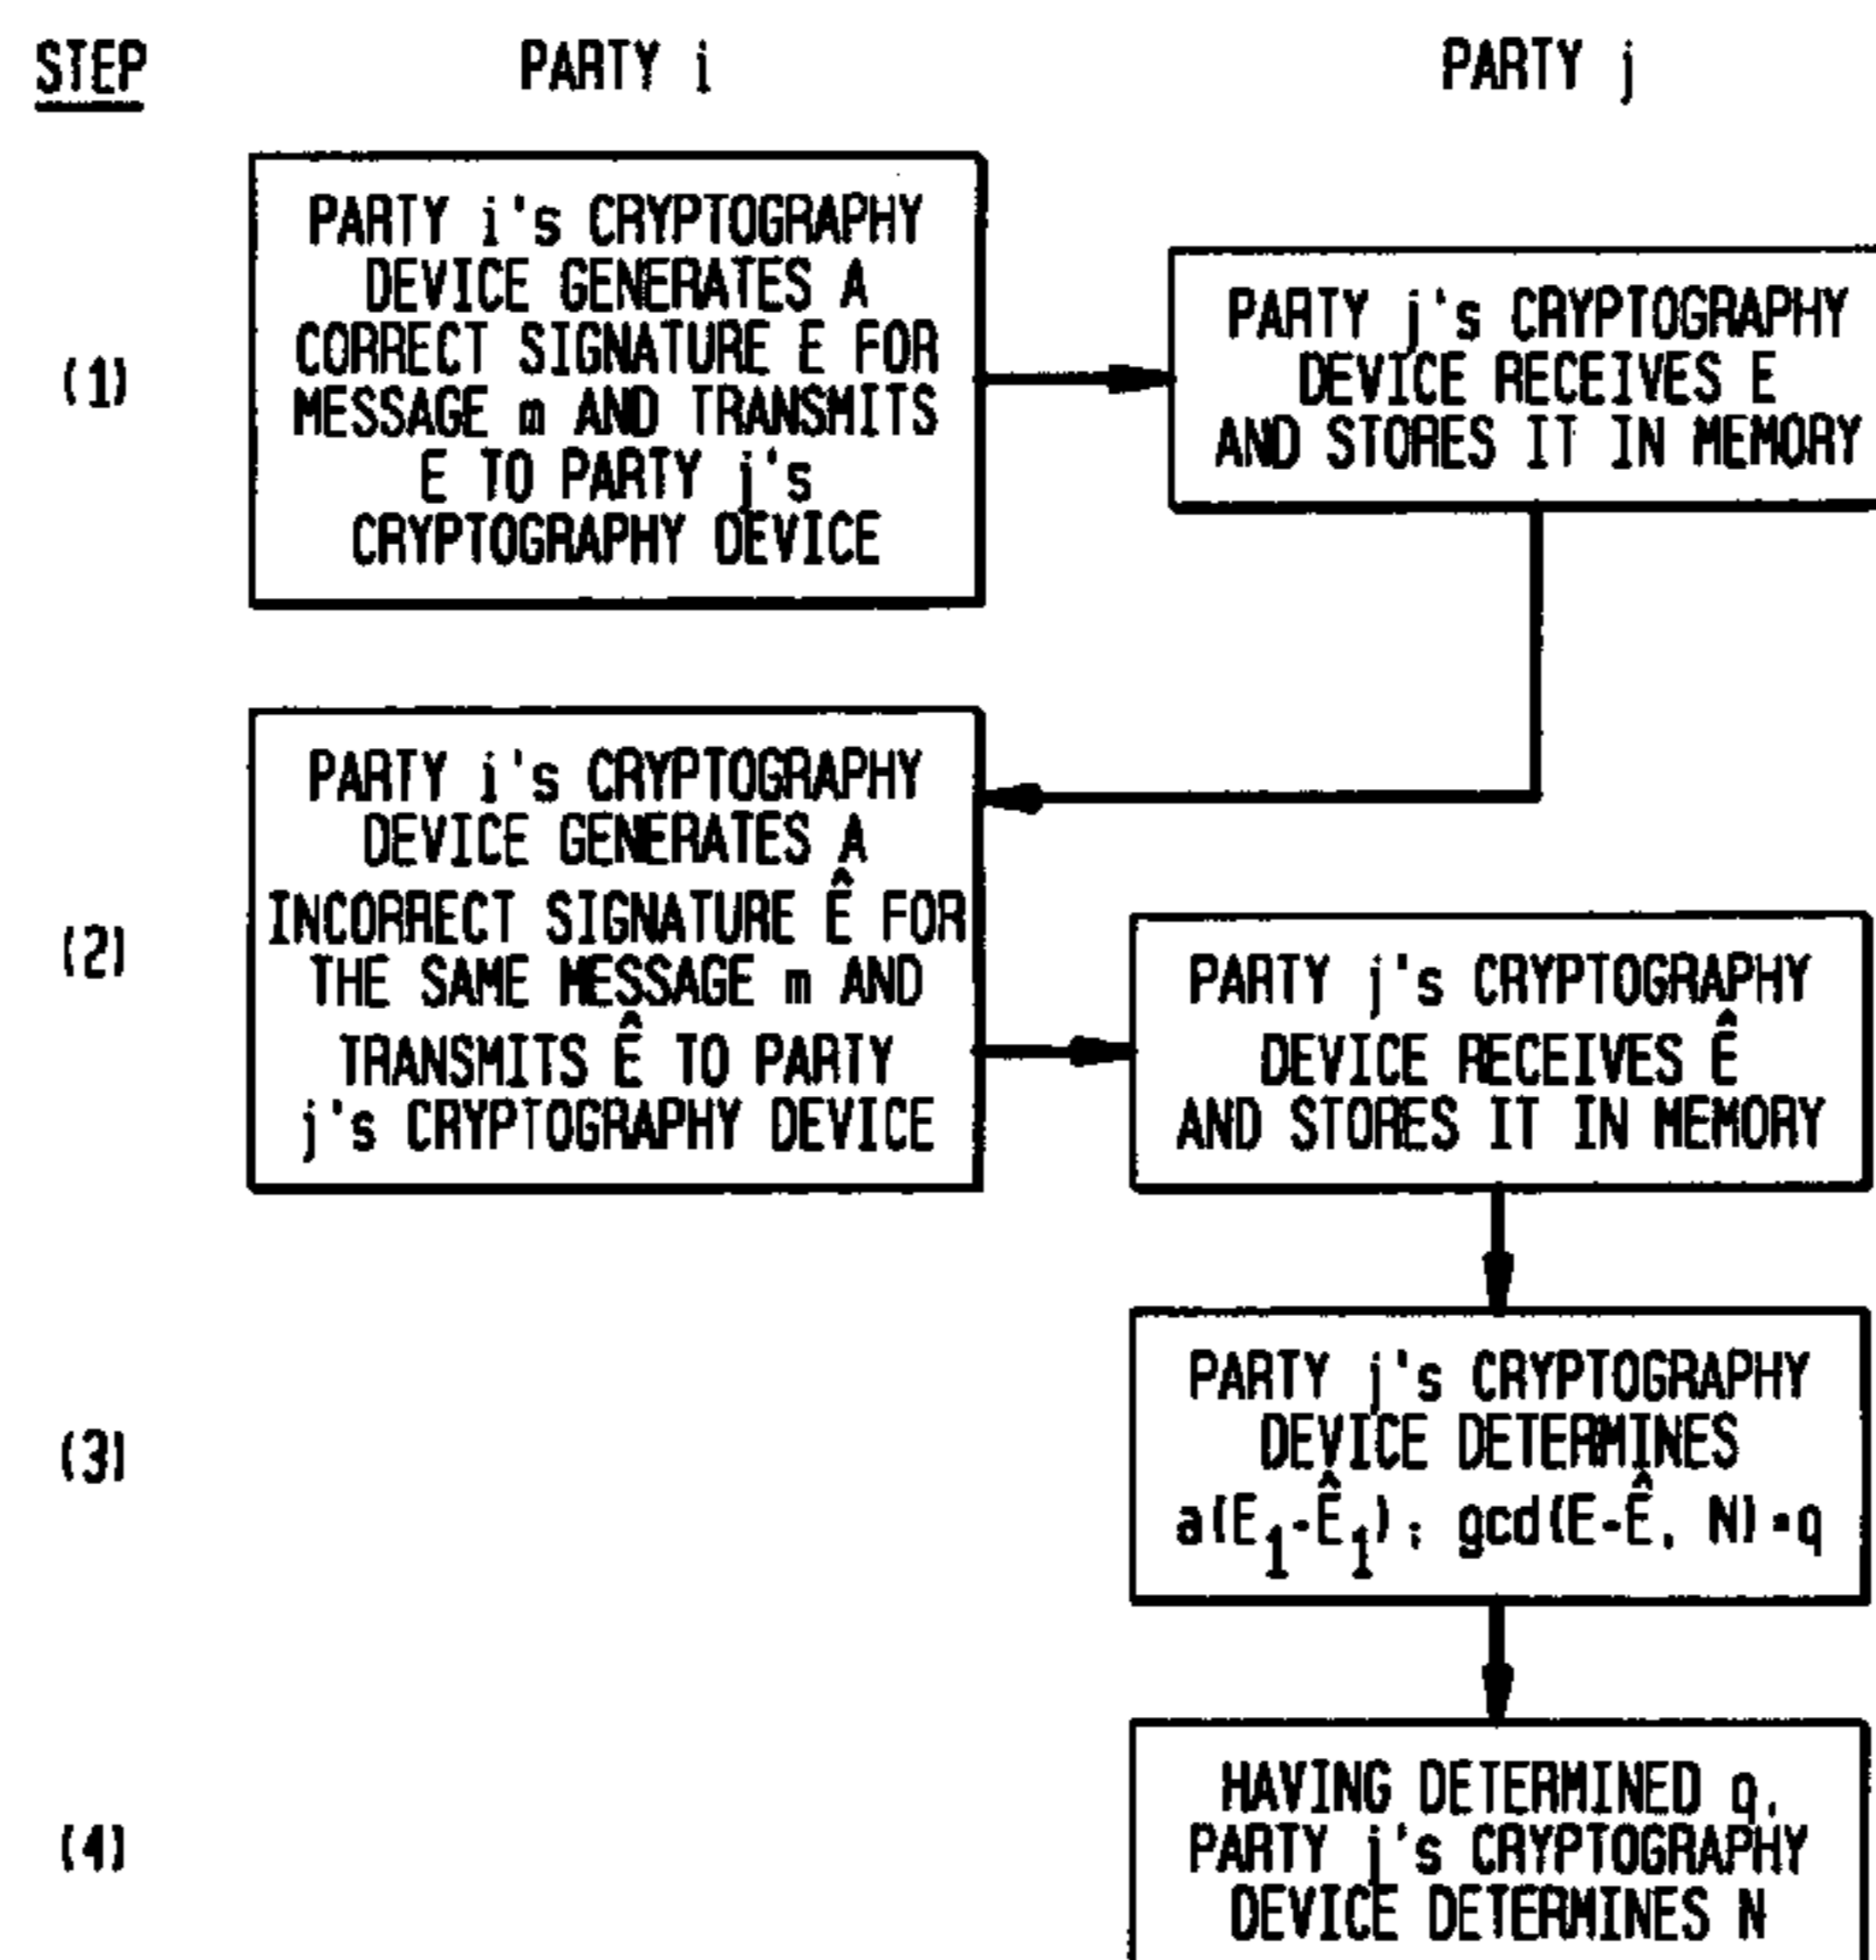 STEP PARTY i PARTY j
(1)
PARTY i's CRYPTOGRAPHY
DEVICE GENERATES A
CORRECT SIGNATURE E FOR
MESSAGE m AND TRANSMITS
E TO PARTY j's
CRYPTOGRAPHY DEVICE
PARTY j's CRYPTOGRAPHY
DEVICE RECEIVES E
AND STORES IT IN MEMORY
(2)
PARTY i's CRYPTOGRAPHY
DEVICE GENERATES A
INCORRECT SIGNATURE Ê FOR
THE SAME MESSAGE m AND
TRANSMITS Ê TO PARTY
j's CRYPTOGRAPHY DEVICE
PARTY j's CRYPTOGRAPHY
DEVICE RECEIVES Ê
AND STORES IT IN MEMORY
(3)
PARTY j's CRYPTOGRAPHY
DEVICE DETERMINES
a(E₁-Ê₁); gcd(E-Ê, N)=q
(4)
HAVING DETERMINED q,
PARTY j's CRYPTOGRAPHY
DEVICE DETERMINES N